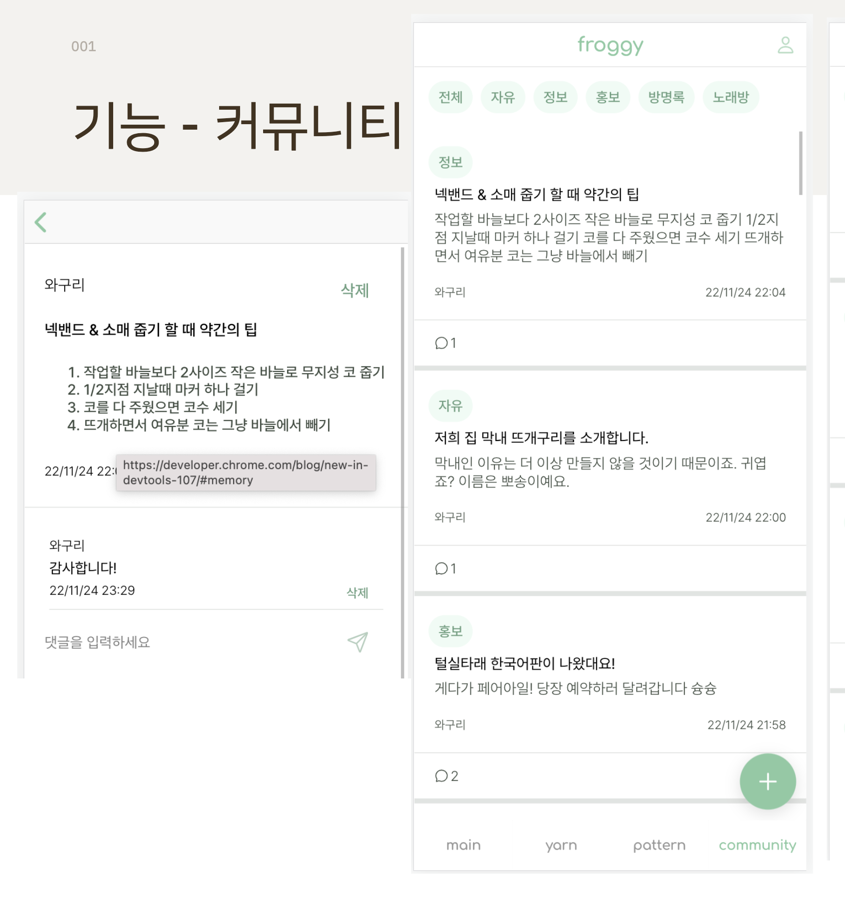 001
기능 - 커뮤니티
와구리
삭제
넥밴드 & 소매 줍기 할 때 약간의 팁
1. 작업할 바늘보다 2사이즈 작은 바늘로 무지성 코 줍기
2. 1/2지점 지날때 마커 하나 걸기
3. 코를 다 주웠으면 코수 세기
4. 뜨개하면서 여유분 코는 그냥 바늘에서 빼기
22/11/24 22:
https://developer.chrome.com/blog/new-in-
devtools-107/#memory
와구리
감사합니다!
22/11/24 23:29
삭제
댓글을 입력하세요
froggy
전체 자유 정보 홍보 방명록 노래방
정보
넥밴드 & 소매 줍기 할 때 약간의 팁
작업할 바늘보다 2사이즈 작은 바늘로 무지성 코 줍기 1/2지
점 지날때 마커 하나 걸기 코를 다 주웠으면 코수 세기 뜨개하
면서 여유분 코는 그냥 바늘에서 빼기
와구리 22/11/24 22:04
1
자유
저희 집 막내 뜨개구리를 소개합니다.
막내인 이유는 더 이상 만들지 않을 것이기 때문이죠. 귀엽
죠? 이름은 뽀송이예요.
와구리 22/11/24 22:00
1
홍보
털실타래 한국어판이 나왔대요!
게다가 페어아일! 당장 예약하러 달려갑니다 슝슝
와구리 22/11/24 21:58
2
+
main yarn pattern community